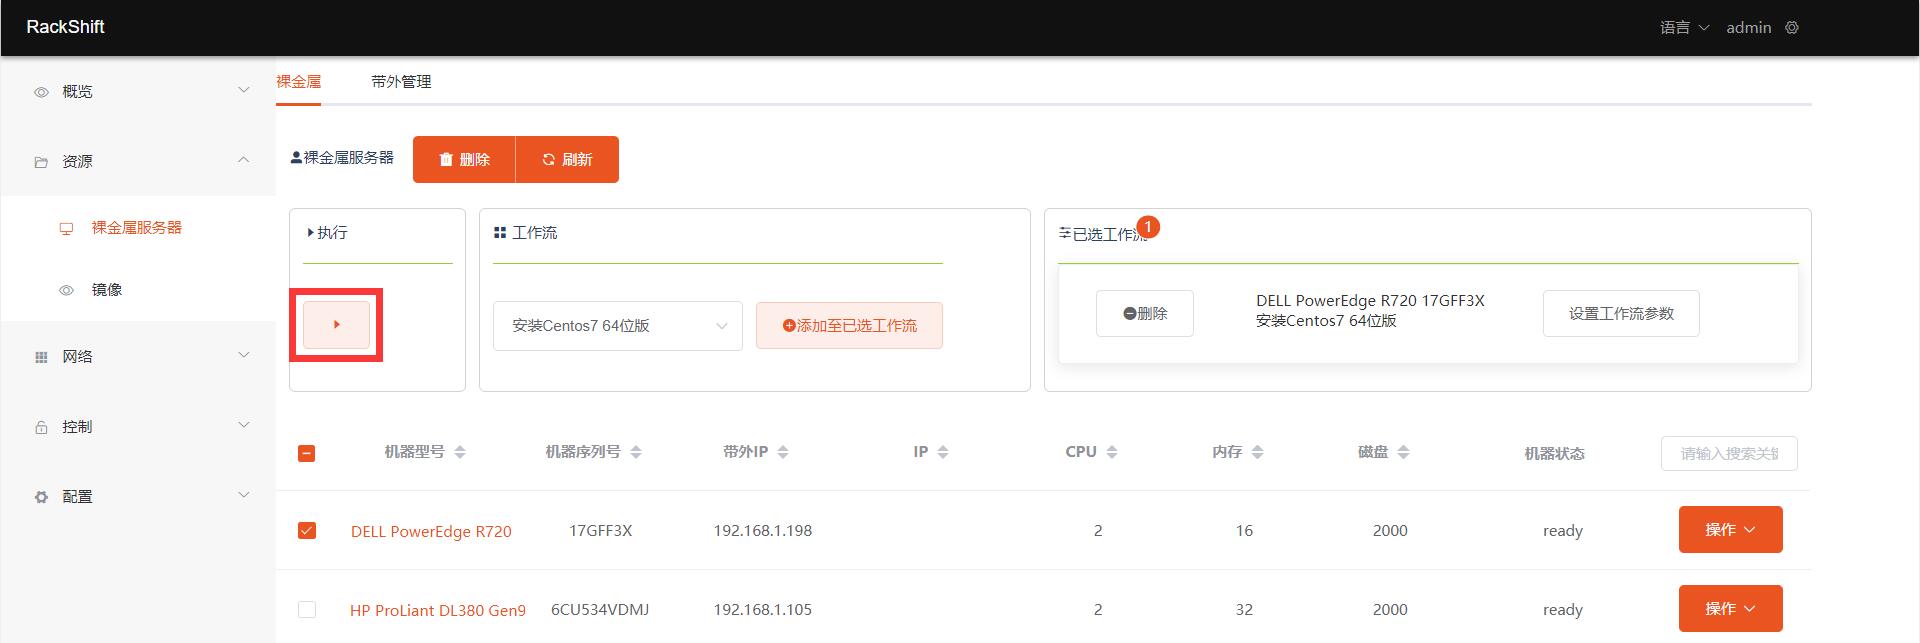 RackShift
语言 admin
概览
资源
裸金属服务器
镜像
网络
控制
配置
裸金属 带外管理
裸金属服务器 删除 刷新
执行
工作流
安装Centos7 64位版 添加至已选工作流
已选工作流 1
删除
DELL PowerEdge R720 17GFF3X
安装Centos7 64位版
设置工作流参数
机器型号 机器序列号 带外IP IP CPU 内存 磁盘 机器状态 请输入搜索关
DELL PowerEdge R720 17GFF3X 192.168.1.198 2 16 2000 ready 操作
HP ProLiant DL380 Gen9 6CU534VDMJ 192.168.1.105 2 32 2000 ready 操作